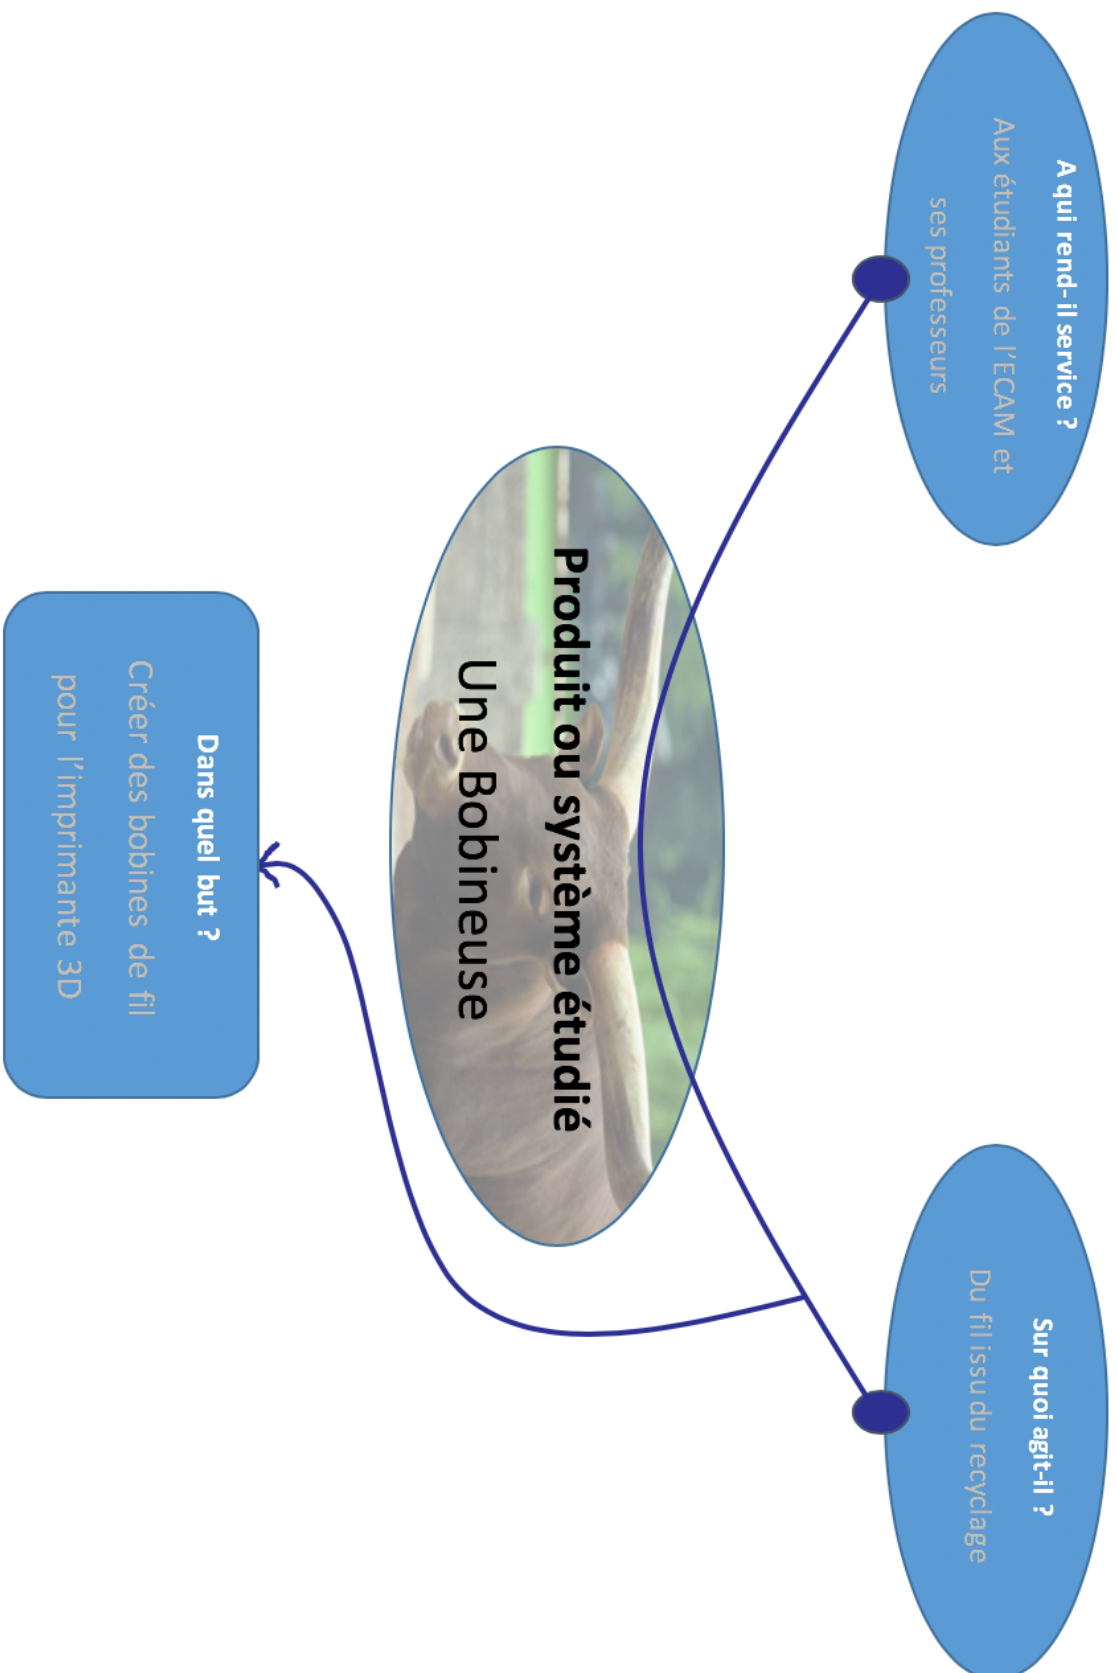 A qui rend- il service ?
Aux étudiants de l'ECAM et
ses professeurs
Sur quoi agit-il ?
Du fil issu du recyclage
Produit ou système étudié
Une Bobineuse
Dans quel but ?
Créer des bobines de fil
pour l'imprimante 3D